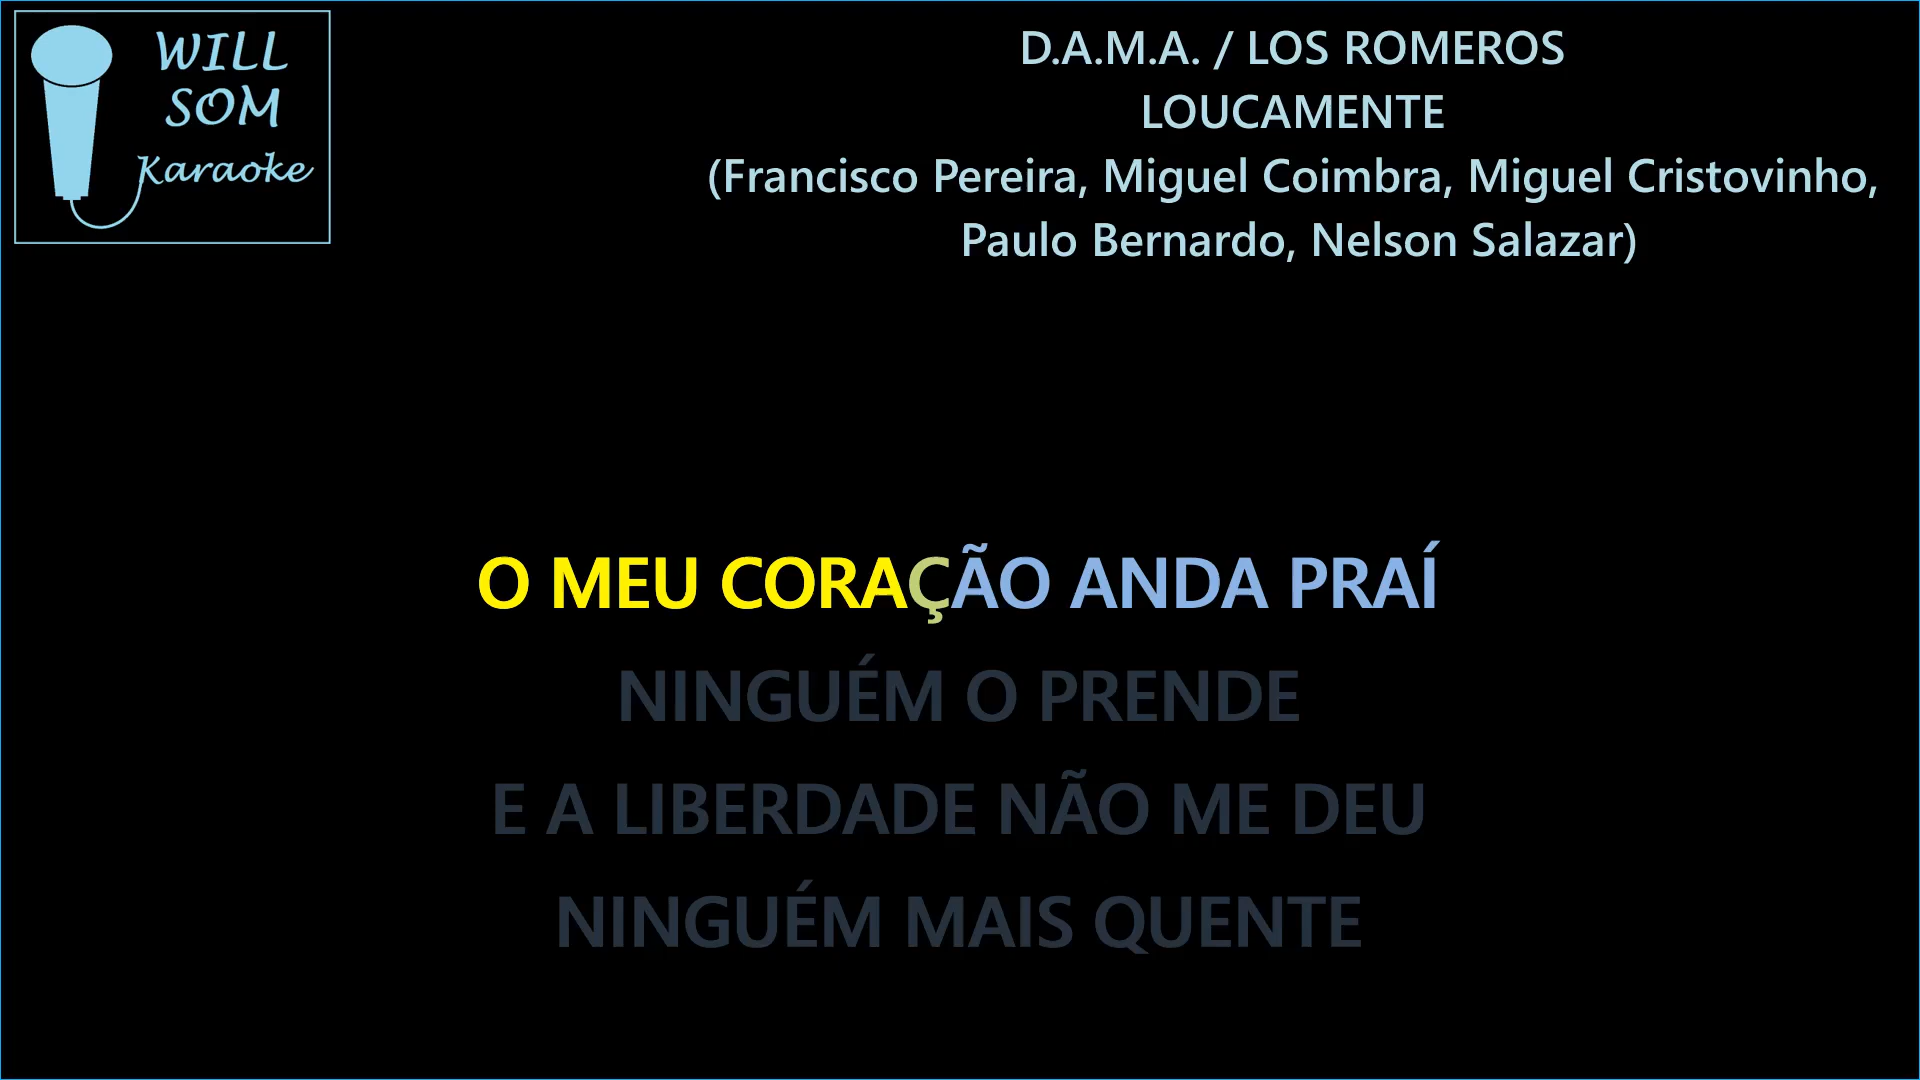 WILL
SOM
Karaoke
D.A.M.A. / LOS ROMEROS
LOUCAMENTE
(Francisco Pereira, Miguel Coimbra, Miguel Cristovinho,
Paulo Bernardo, Nelson Salazar)
O MEU CORAÇÃO ANDA PRAÍ
NINGUÉM O PRENDE
E A LIBERDADE NÃO ME DEU
NINGUÉM MAIS QUENTE